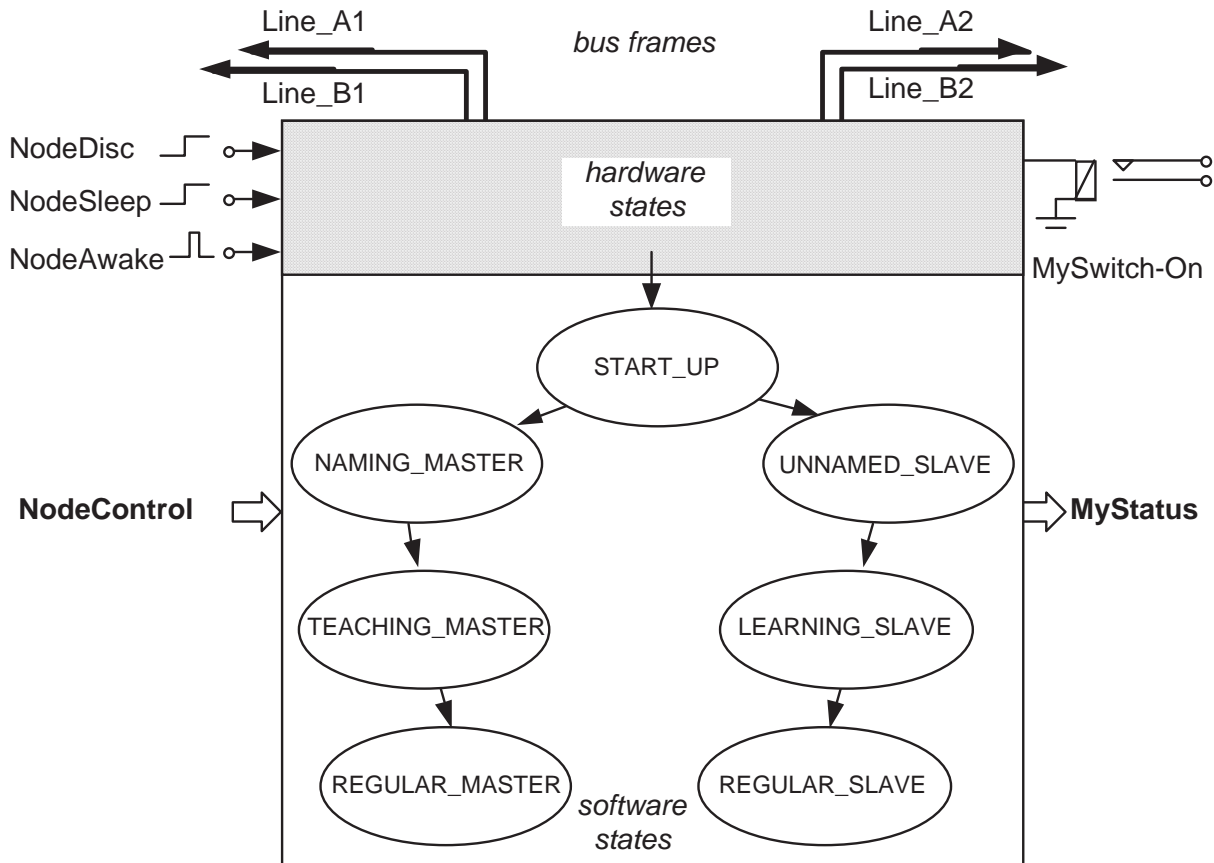 Line_A1
bus frames
Line_A2
Line_B1
Line_B2
NodeDisc
hardware
states
NodeSleep
NodeAwake
MySwitch-On
START_UP
NAMING_MASTER
UNNAMED_SLAVE
NodeControl
MyStatus
TEACHING_MASTER
LEARNING_SLAVE
REGULAR_MASTER
REGULAR_SLAVE
software
states